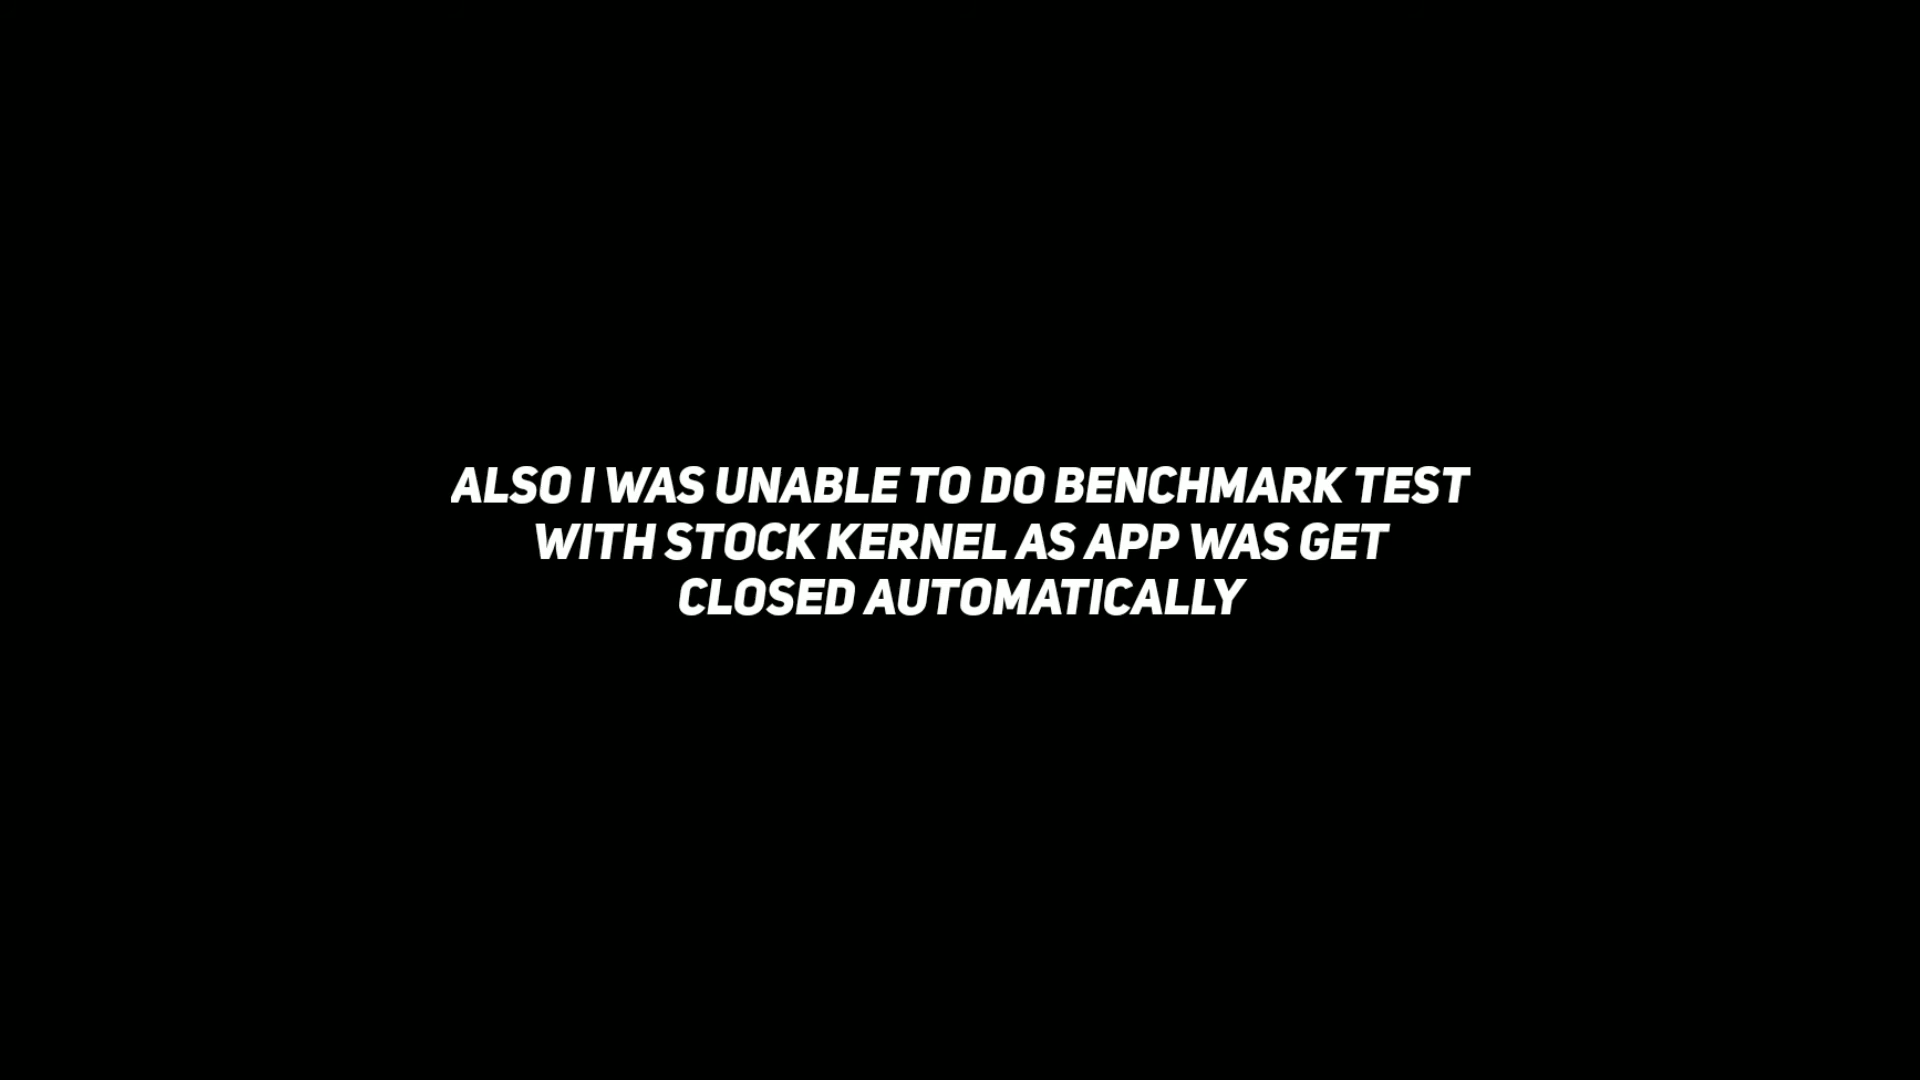 ALSO I WAS UNABLE TO DO BENCHMARK TEST
WITH STOCK KERNEL AS APP WAS GET
CLOSED AUTOMATICALLY